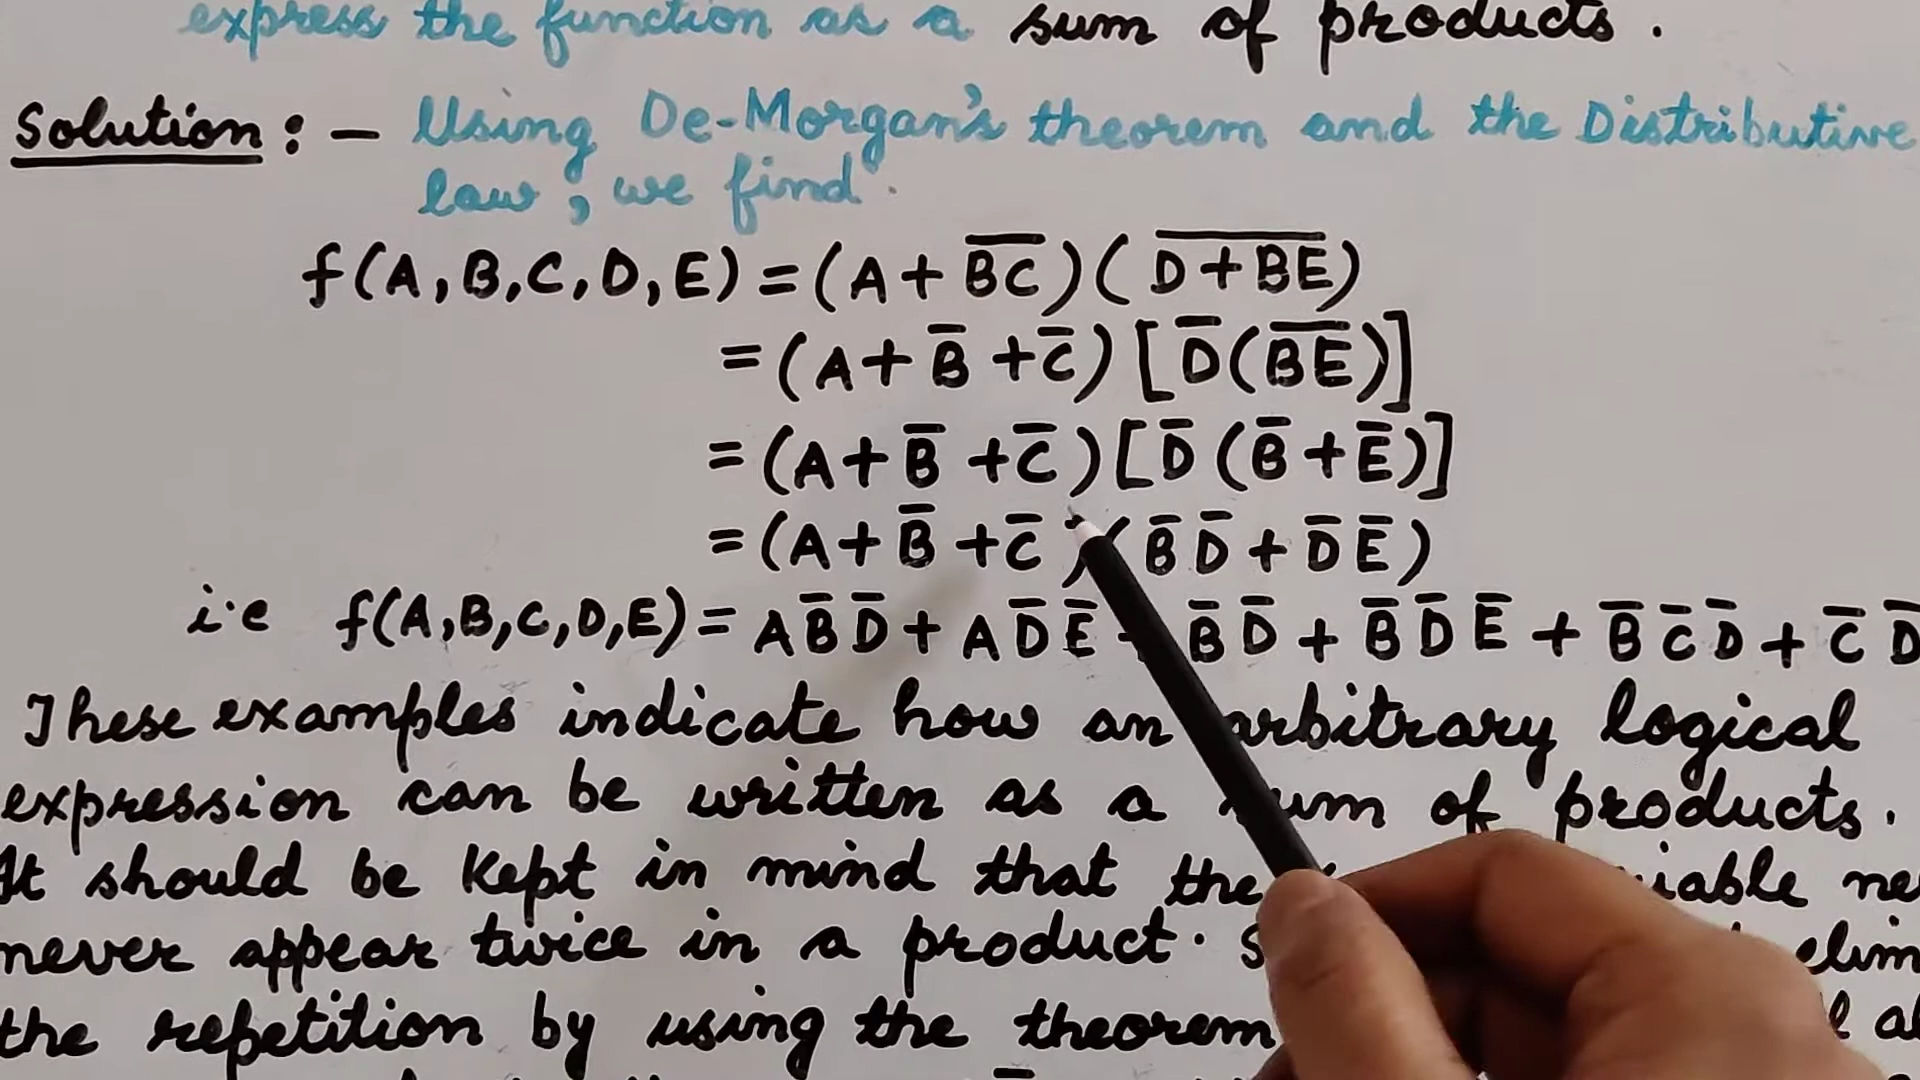 express the function as a sum of products.
Solution: — Using De-Morgan's theorem and the Distributive
law, we find.
f(A,B,C,D,E) = (A + B̅C̅)(D̅+̅B̅E̅)
= (A + B̅ + C̅)[D̅(B̅E̅)]
= (A + B̅ + C̅)[D̅(B̅ + E̅)]
= (A + B̅ + C̅)(B̅D̅ + D̅E̅)
i.e f(A,B,C,D,E) = AB̅D̅ + AD̅E̅ + B̅D̅ + B̅D̅E̅ + B̅C̅D̅ + C̅D̅
These examples indicate how an arbitrary logical
expression can be written as a sum of products.
It should be kept in mind that the
never appear twice in a product.
the repetition by using the theorem